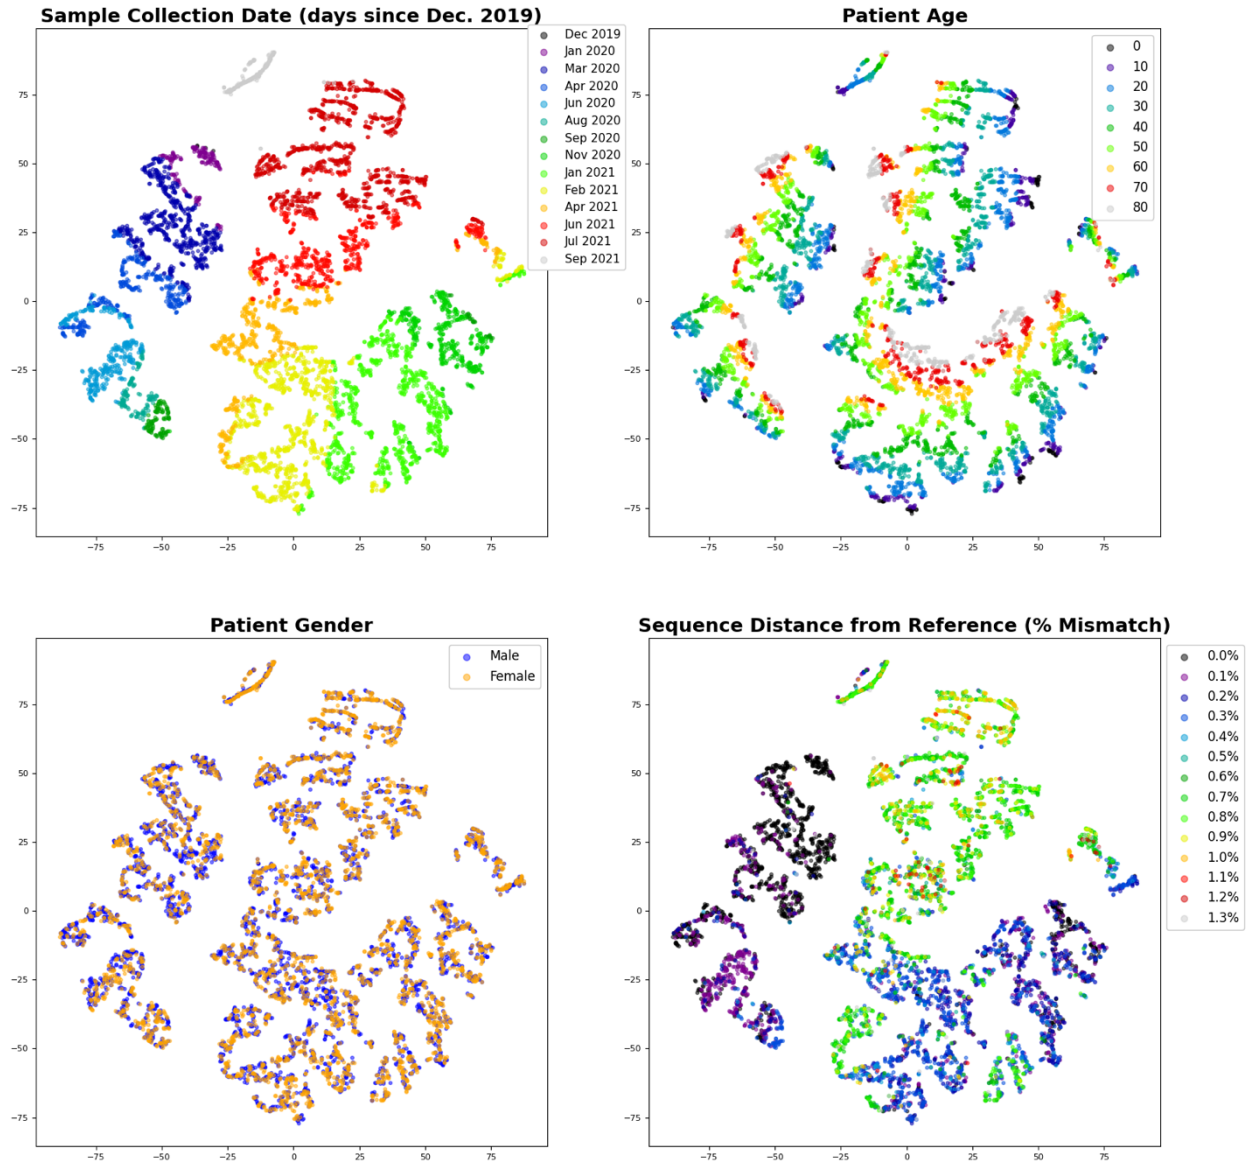 Sample Collection Date (days since Dec. 2019)
Dec 2019
Jan 2020
Mar 2020
Apr 2020
Jun 2020
Aug 2020
Sep 2020
Nov 2020
Jan 2021
Feb 2021
Apr 2021
Jun 2021
Jul 2021
Sep 2021
75
50
25
0
−25
−50
−75
−75 −50 −25 0 25 50 75
Patient Age
0
10
20
30
40
50
60
70
80
75
50
25
0
−25
−50
−75
−75 −50 −25 0 25 50 75
Patient Gender
Male
Female
75
50
25
0
−25
−50
−75
−75 −50 −25 0 25 50 75
Sequence Distance from Reference (% Mismatch)
0.0%
0.1%
0.2%
0.3%
0.4%
0.5%
0.6%
0.7%
0.8%
0.9%
1.0%
1.1%
1.2%
1.3%
75
50
25
0
−25
−50
−75
−75 −50 −25 0 25 50 75